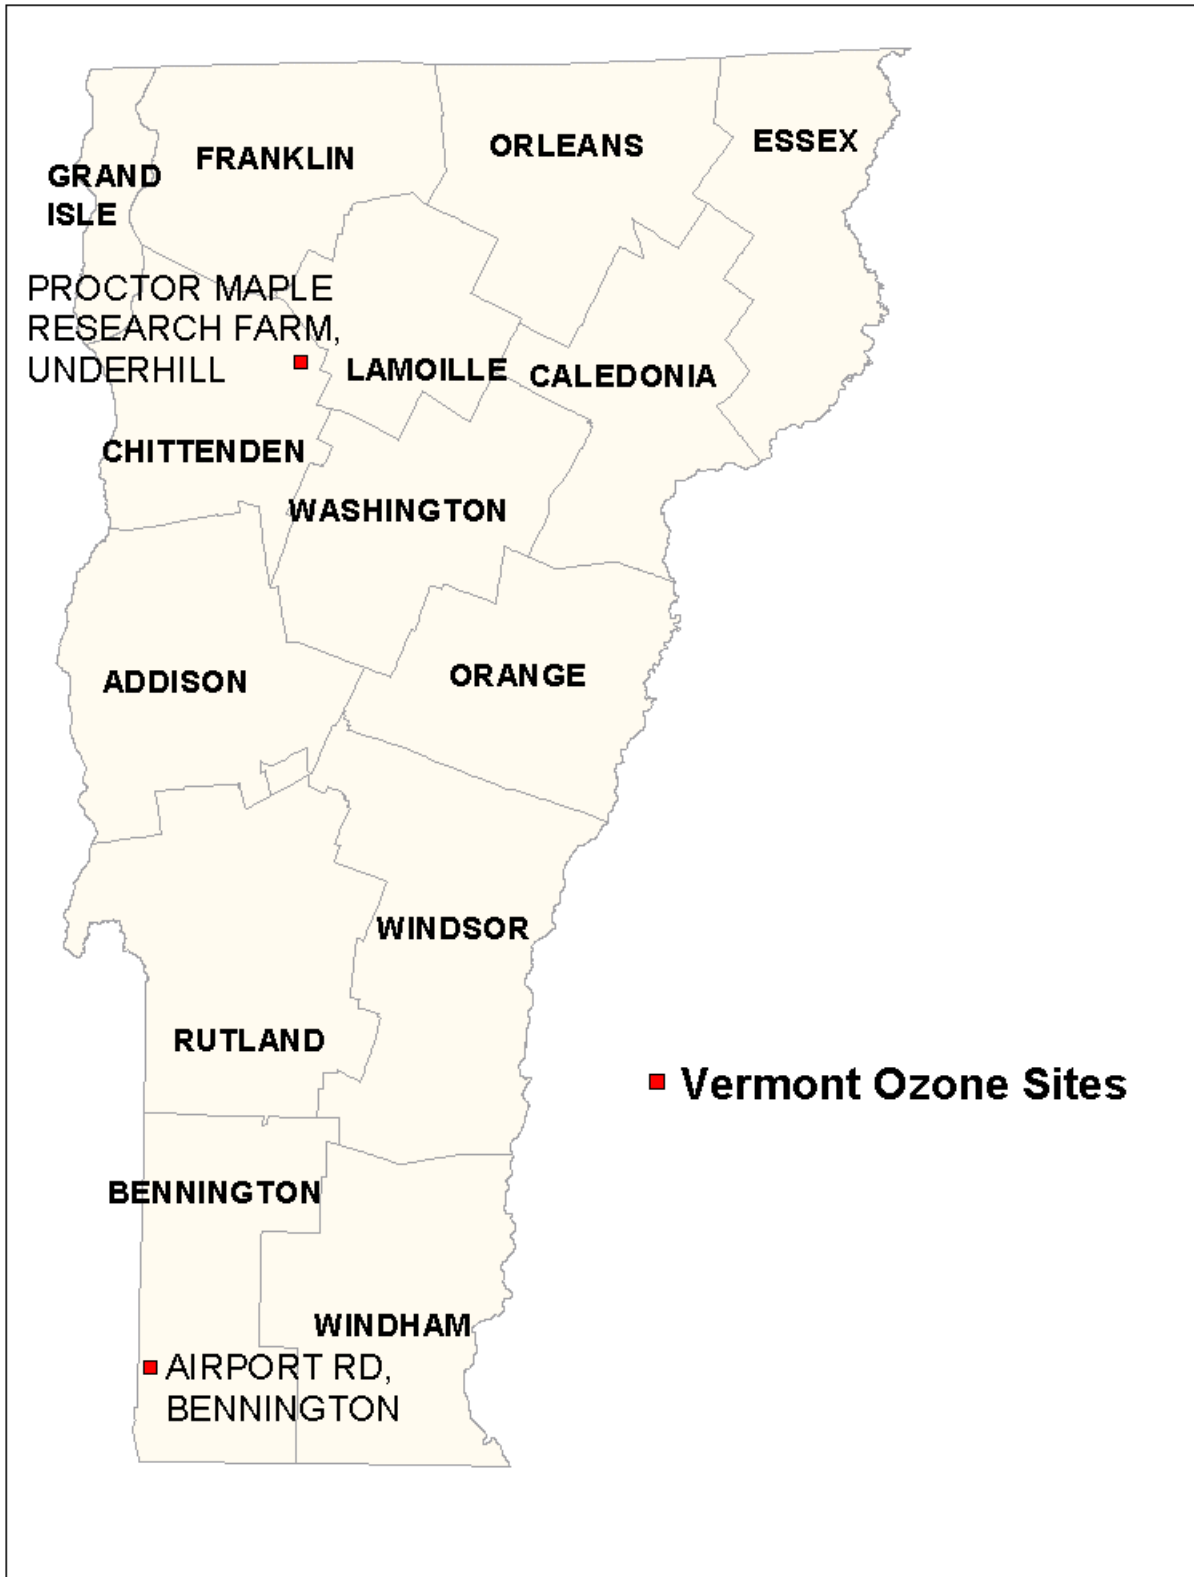 ESSEX
ORLEANS
FRANKLIN
GRAND
ISLE
PROCTOR MAPLE
RESEARCH FARM,
UNDERHILL
LAMOILLE
CALEDONIA
CHITTENDEN
WASHINGTON
ORANGE
ADDISON
WINDSOR
RUTLAND
Vermont Ozone Sites
BENNINGTON
WINDHAM
AIRPORT RD,
BENNINGTON